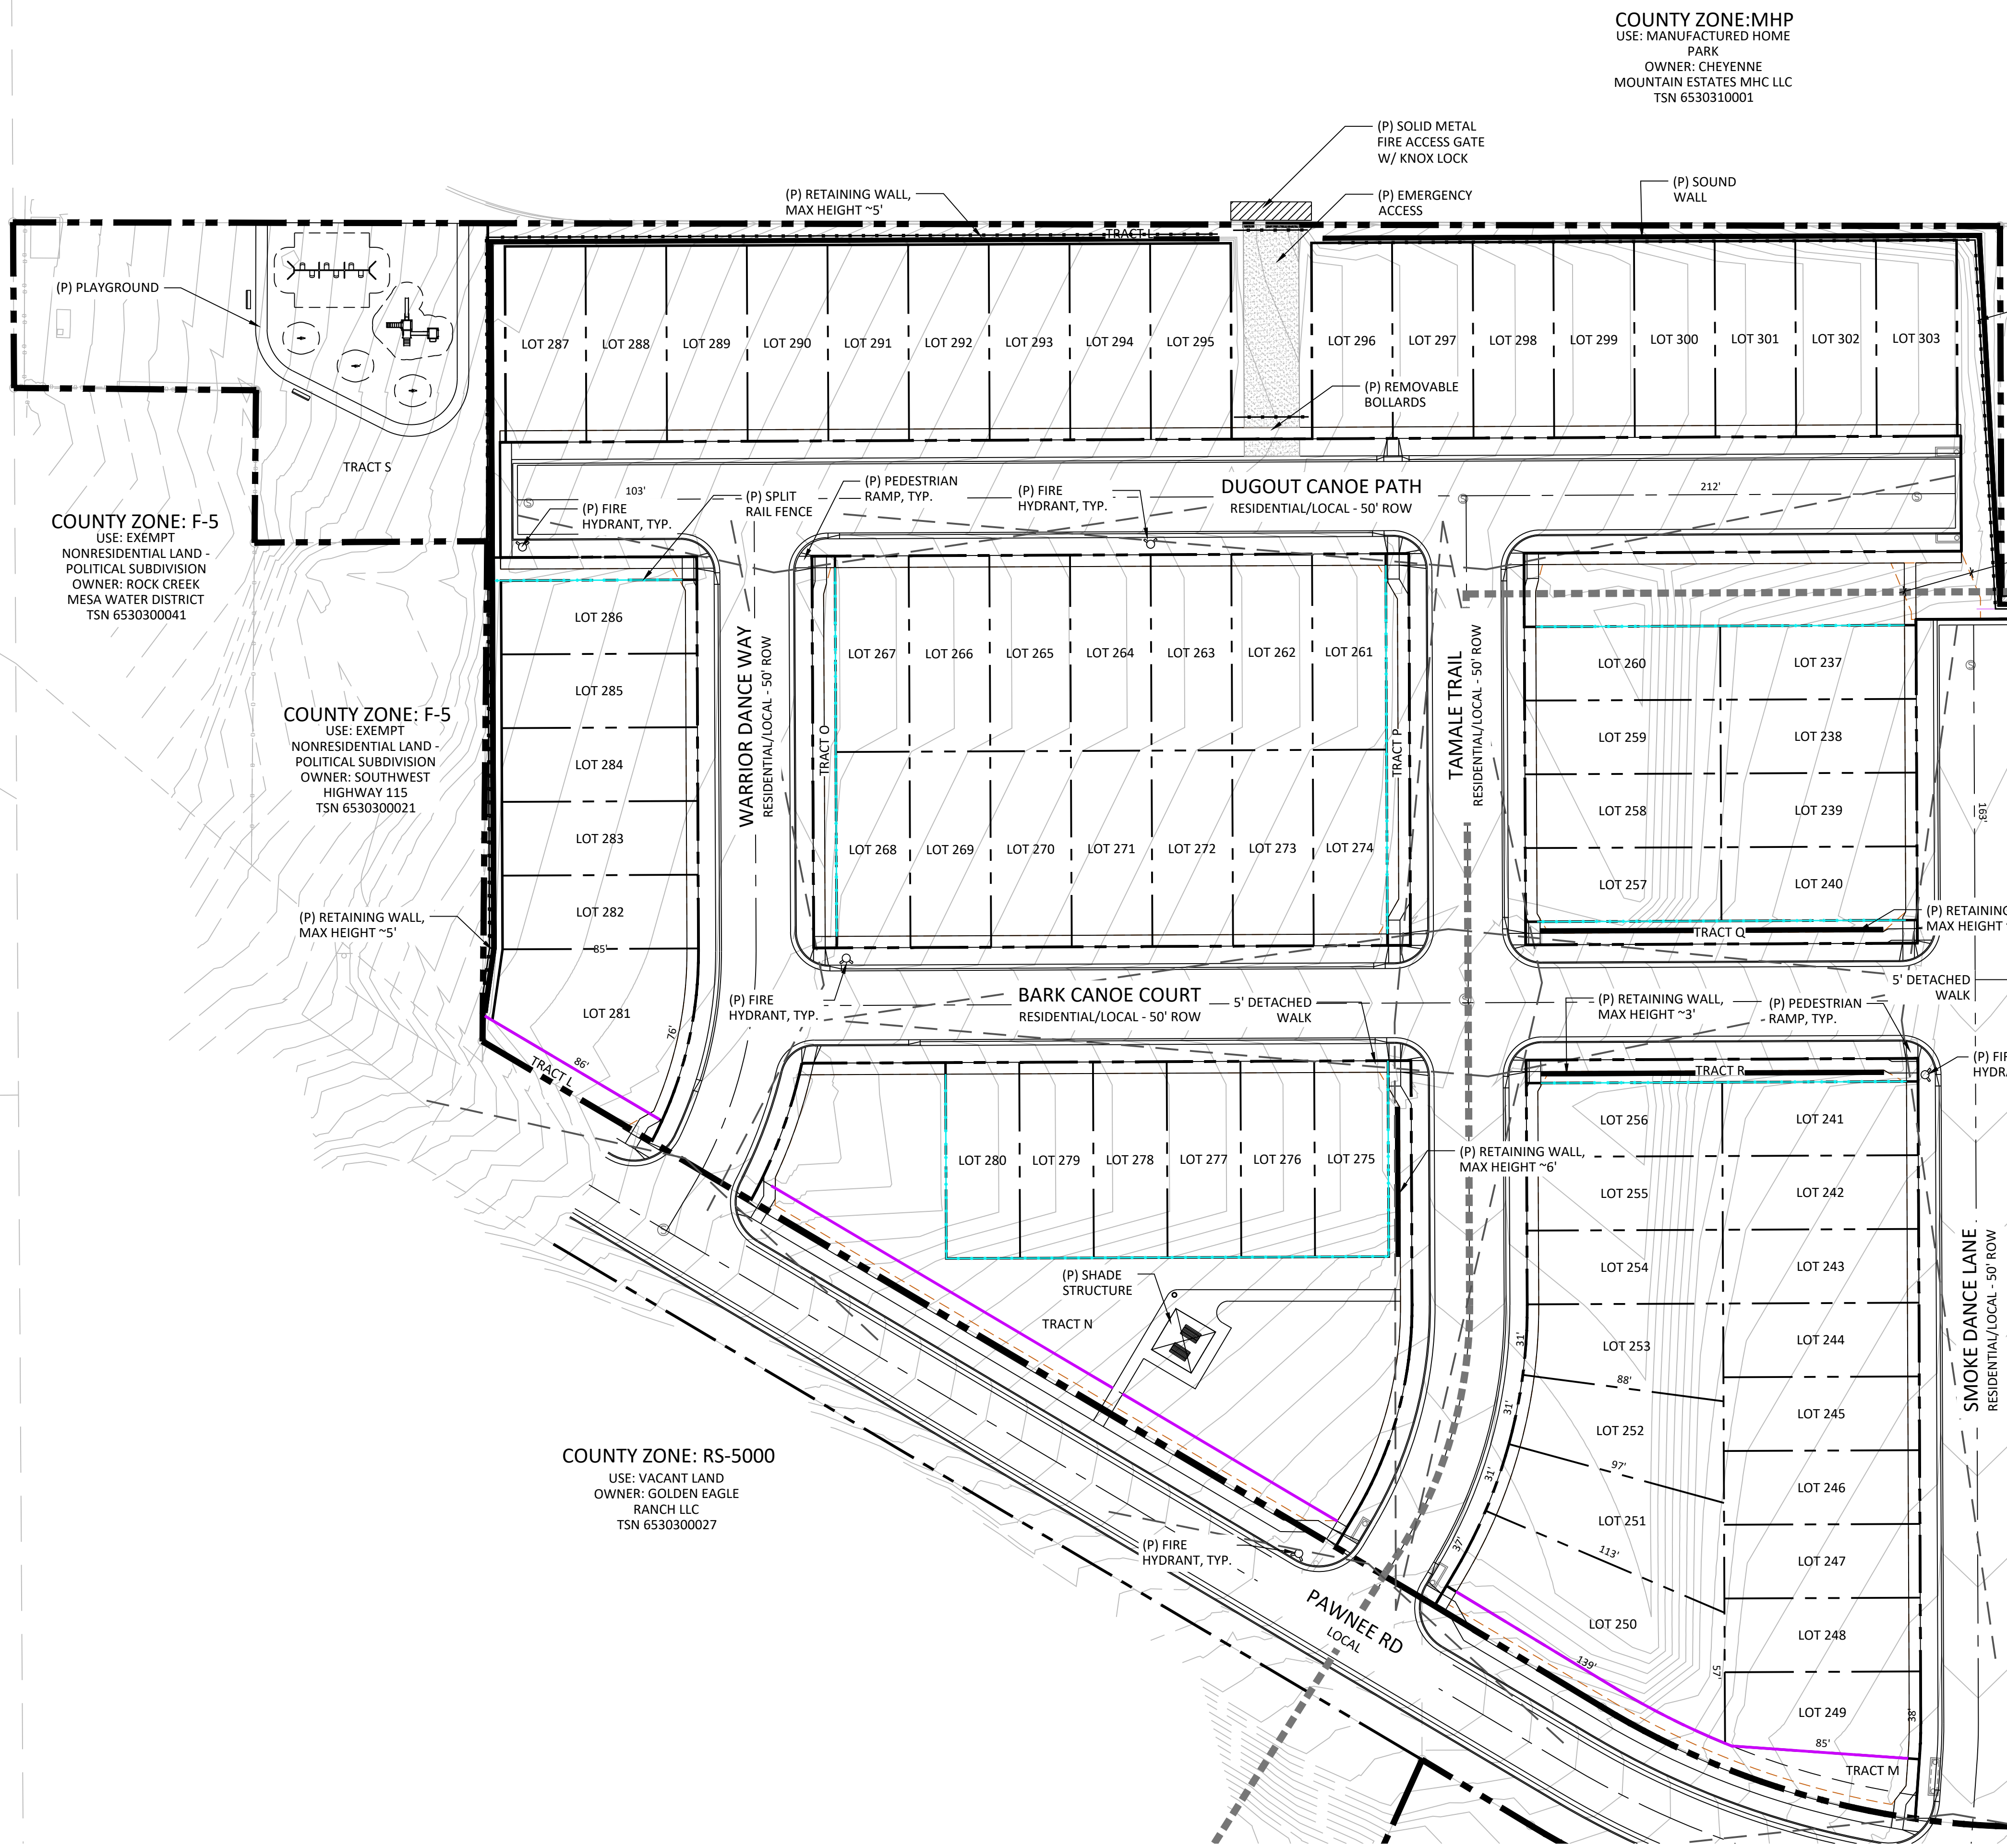 COUNTY ZONE:MHP
USE: MANUFACTURED HOME
PARK
OWNER: CHEYENNE
MOUNTAIN ESTATES MHC LLC
TSN 6530310001
(P) SOLID METAL
FIRE ACCESS GATE
W/ KNOX LOCK
(P) RETAINING WALL,
MAX HEIGHT ~5'
(P) EMERGENCY
ACCESS
(P) SOUND
WALL
(P) PLAYGROUND
LOT 287
LOT 288
LOT 289
LOT 290
LOT 291
LOT 292
LOT 293
LOT 294
LOT 295
LOT 296
LOT 297
LOT 298
LOT 299
LOT 300
LOT 301
LOT 302
LOT 303
(P) REMOVABLE
BOLLARDS
TRACT S
103'
(P) FIRE
HYDRANT, TYP.
(P) SPLIT
RAIL FENCE
(P) PEDESTRIAN
RAMP, TYP.
(P) FIRE
HYDRANT, TYP.
DUGOUT CANOE PATH
RESIDENTIAL/LOCAL - 50' ROW
212'
COUNTY ZONE: F-5
USE: EXEMPT
NONRESIDENTIAL LAND -
POLITICAL SUBDIVISION
OWNER: ROCK CREEK
MESA WATER DISTRICT
TSN 6530300041
COUNTY ZONE: F-5
USE: EXEMPT
NONRESIDENTIAL LAND -
POLITICAL SUBDIVISION
OWNER: SOUTHWEST
HIGHWAY 115
TSN 6530300021
LOT 286
LOT 285
LOT 284
LOT 283
LOT 282
85'
LOT 281
76'
86'
TRACT L
(P) RETAINING WALL,
MAX HEIGHT ~5'
WARRIOR DANCE WAY
RESIDENTIAL/LOCAL - 50' ROW
TRACT O
LOT 267
LOT 266
LOT 265
LOT 264
LOT 263
LOT 262
LOT 261
LOT 268
LOT 269
LOT 270
LOT 271
LOT 272
LOT 273
LOT 274
TRACT P
TAMALE TRAIL
RESIDENTIAL/LOCAL - 50' ROW
LOT 260
LOT 237
LOT 259
LOT 238
LOT 258
LOT 239
LOT 257
LOT 240
163'
TRACT Q
(P) RETAINING
MAX HEIGHT ~
5' DETACHED
WALK
(P) FIRE
HYDRANT, TYP.
BARK CANOE COURT
RESIDENTIAL/LOCAL - 50' ROW
5' DETACHED
WALK
(P) RETAINING WALL,
MAX HEIGHT ~3'
(P) PEDESTRIAN
RAMP, TYP.
TRACT R
LOT 280
LOT 279
LOT 278
LOT 277
LOT 276
LOT 275
(P) RETAINING WALL,
MAX HEIGHT ~6'
LOT 256
LOT 241
LOT 255
LOT 242
LOT 254
LOT 243
LOT 253
LOT 244
LOT 252
LOT 245
LOT 251
LOT 246
LOT 247
LOT 250
LOT 248
LOT 249
31'
88'
31'
97'
31'
113'
37'
139'
57'
38'
85'
TRACT M
SMOKE DANCE LANE
RESIDENTIAL/LOCAL - 50' ROW
(P) SHADE
STRUCTURE
TRACT N
COUNTY ZONE: RS-5000
USE: VACANT LAND
OWNER: GOLDEN EAGLE
RANCH LLC
TSN 6530300027
(P) FIRE
HYDRANT, TYP.
PAWNEE RD
LOCAL